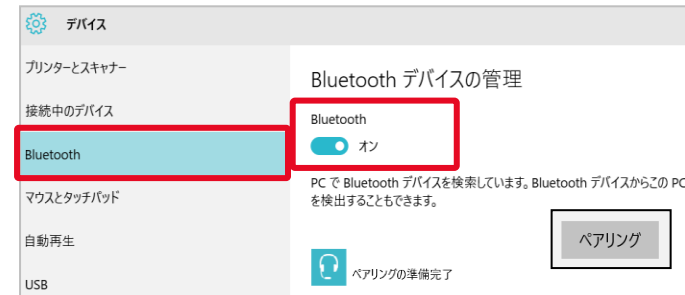 デバイス
プリンターとスキャナー
接続中のデバイス
Bluetooth
マウスとタッチパッド
自動再生
USB
Bluetooth デバイスの管理
Bluetooth
オン
PC で Bluetooth デバイスを検索しています。Bluetooth デバイスからこの PC
を検出することもできます。
ペアリング
ペアリングの準備完了